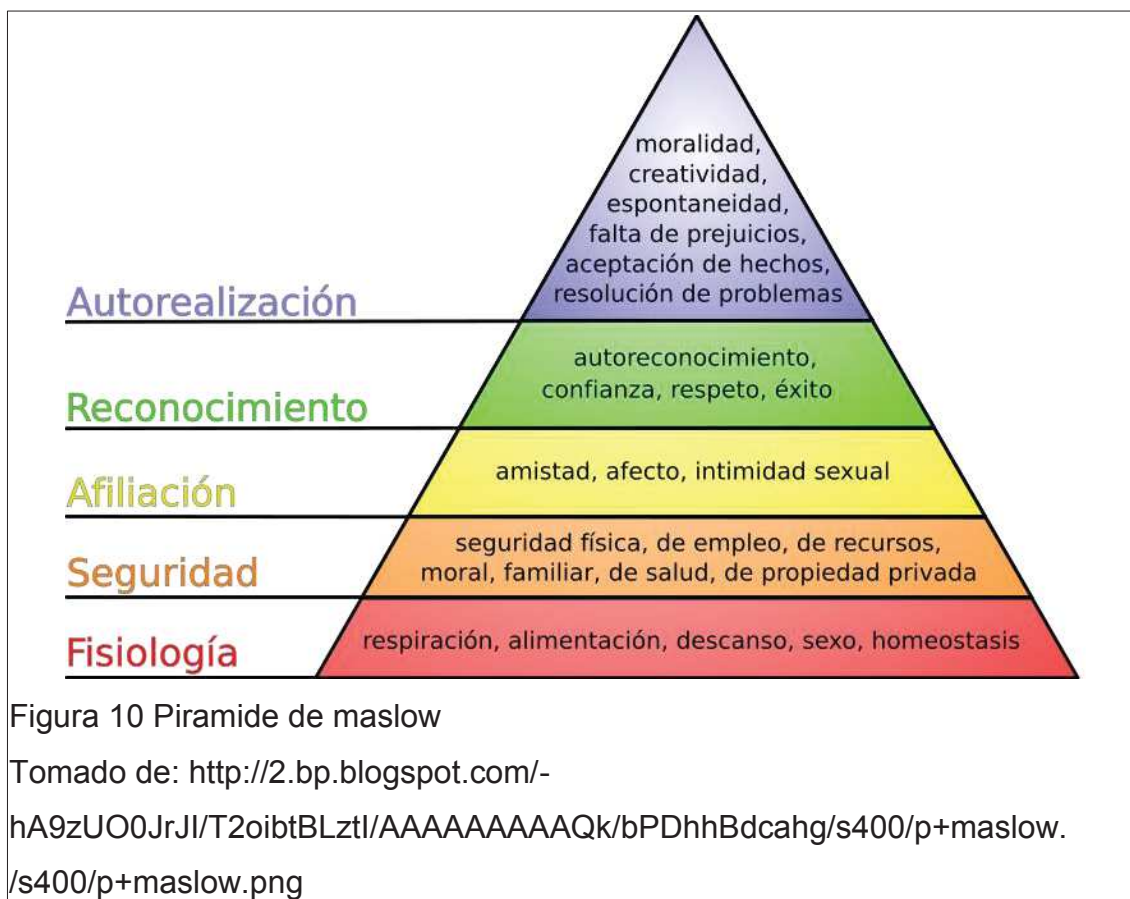 moralidad,
creatividad,
espontaneidad,
falta de prejuicios,
aceptación de hechos,
resolución de problemas
Autorealización
autoreconocimiento,
confianza, respeto, éxito
Reconocimiento
amistad, afecto, intimidad sexual
Afiliación
seguridad física, de empleo, de recursos,
moral, familiar, de salud, de propiedad privada
Seguridad
respiración, alimentación, descanso, sexo, homeostasis
Fisiología
Figura 10 Piramide de maslow
Tomado de: http://2.bp.blogspot.com/-
hA9zUO0JrJI/T2oibtBLztI/AAAAAAAAAQk/bPDhhBdcahg/s400/p+maslow.
/s400/p+maslow.png